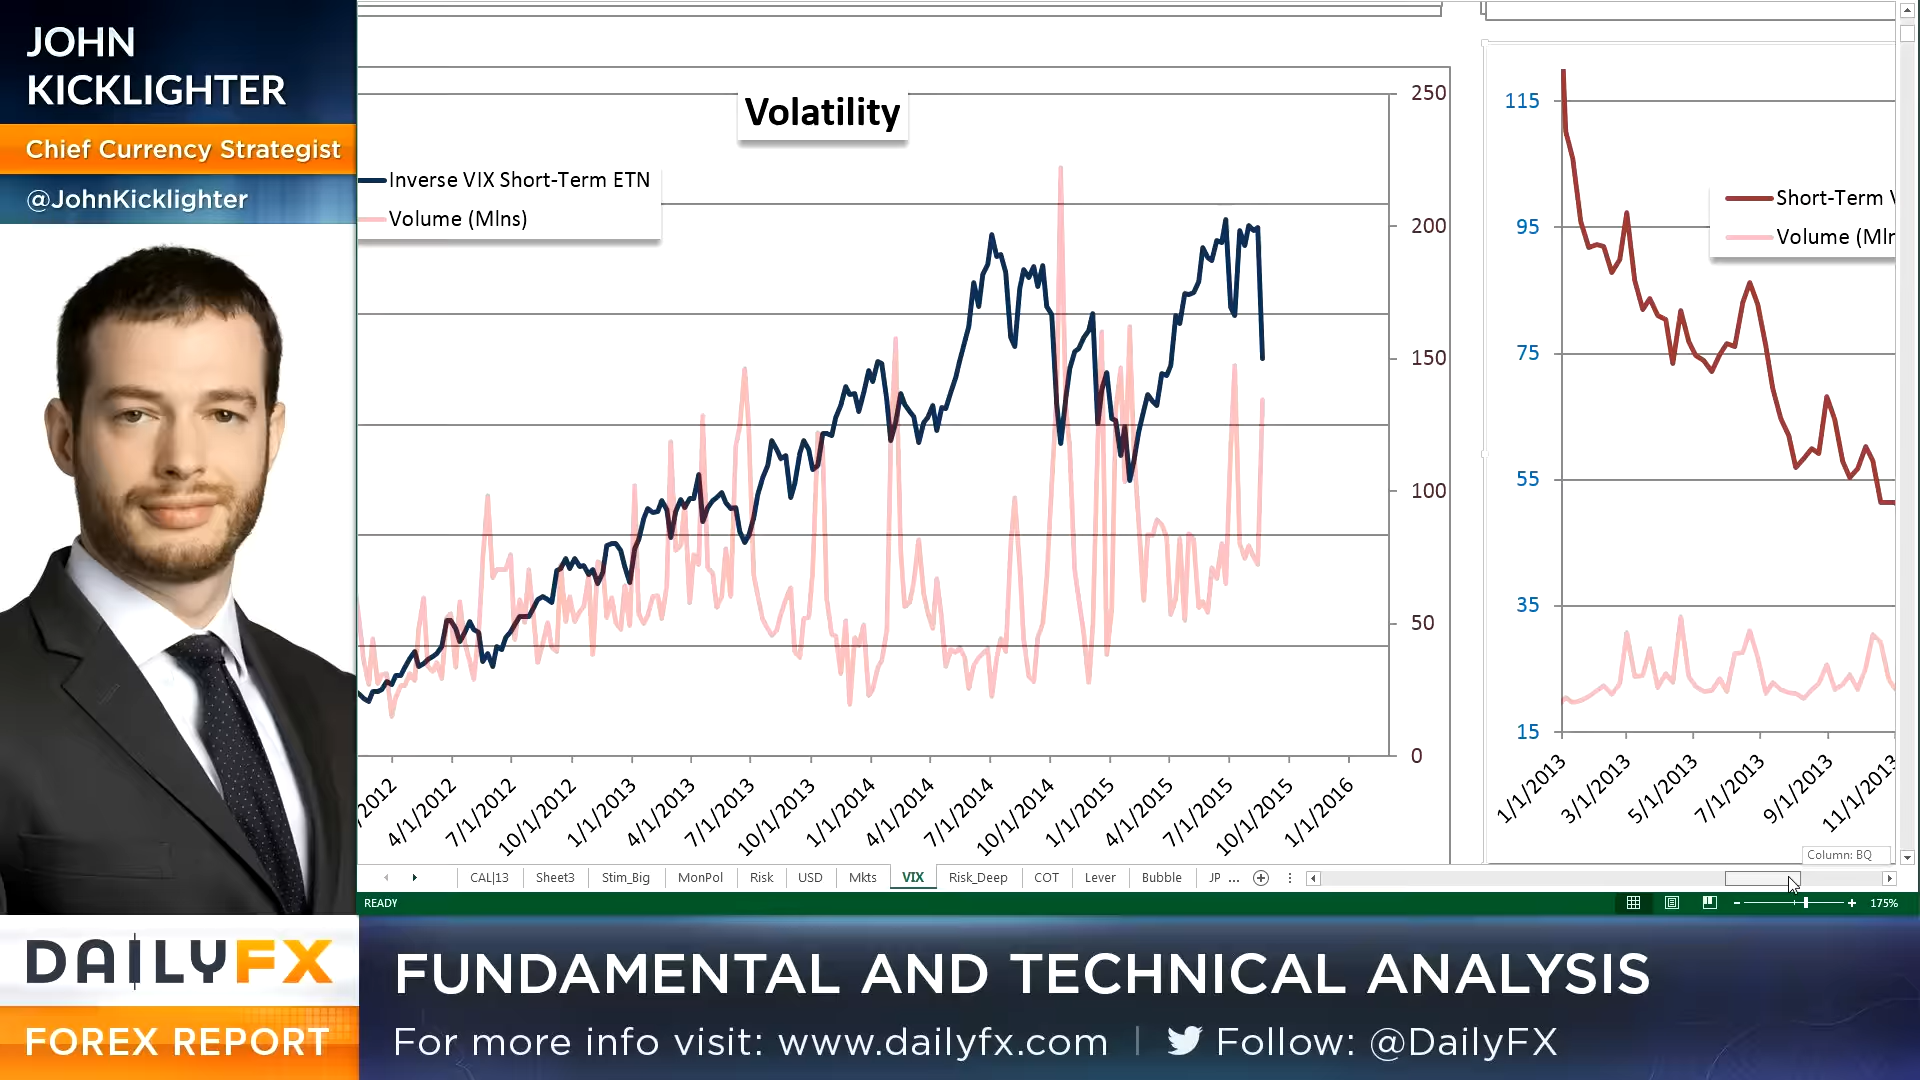 JOHN
KICKLIGHTER
Chief Currency Strategist
@JohnKicklighter
Volatility
Inverse VIX Short-Term ETN
Volume (Mlns)
250
200
150
100
50
0
/2012
4/1/2012
7/1/2012
10/1/2012
1/1/2013
4/1/2013
7/1/2013
10/1/2013
1/1/2014
4/1/2014
7/1/2014
10/1/2014
1/1/2015
4/1/2015
7/1/2015
10/1/2015
1/1/2016
115
95
75
55
35
15
Short-Term V
Volume (Mlr
1/1/2013
3/1/2013
5/1/2013
7/1/2013
9/1/2013
11/1/2013
Column: BQ
CAL|13 Sheet3 Stim_Big MonPol Risk USD Mkts VIX Risk_Deep COT Lever Bubble JP ...
READY
175%
DAILYFX
FOREX REPORT
FUNDAMENTAL AND TECHNICAL ANALYSIS
For more info visit: www.dailyfx.com | Follow: @DailyFX